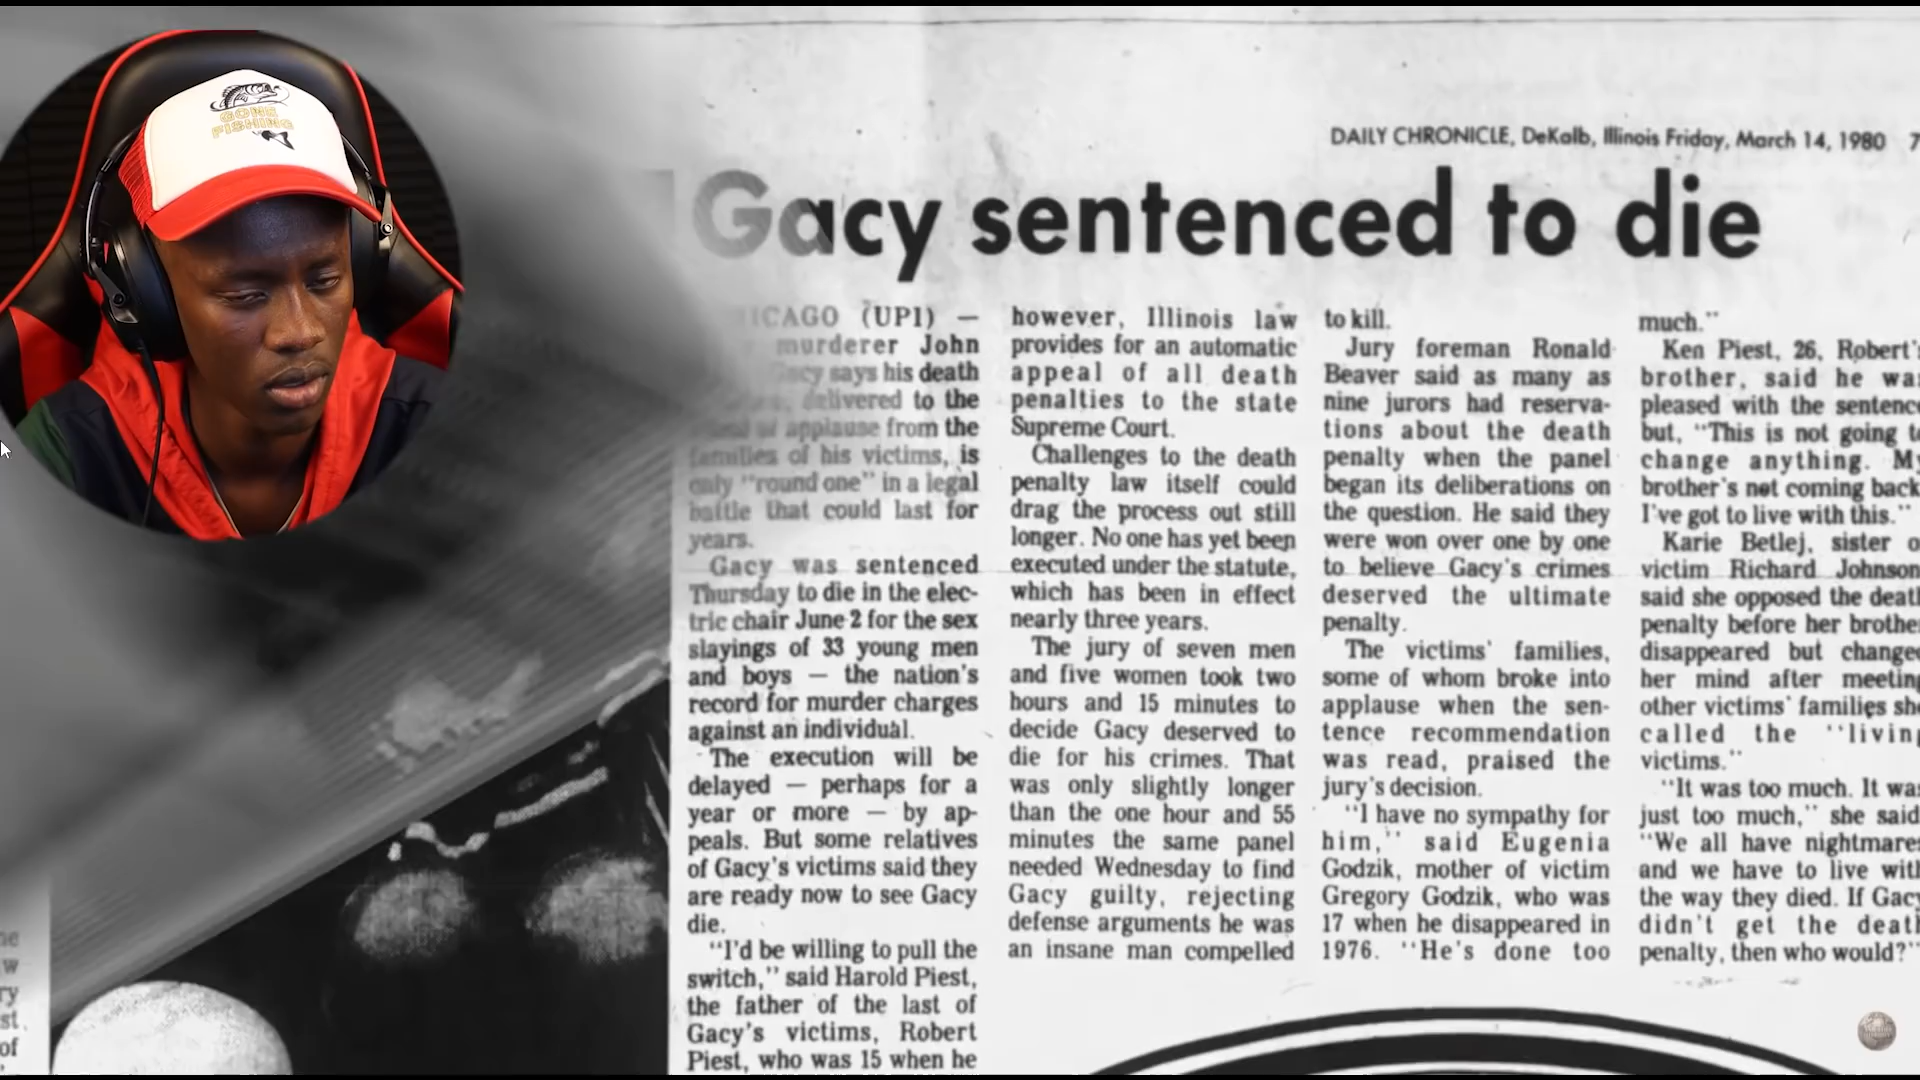 GONE
FISHING
DAILY CHRONICLE, DeKalb, Illinois Friday, March 14, 1980 7
Gacy sentenced to die
ICAGO (UPI) —
murderer John
Gacy says his death
delivered to the
applause from the
families of his victims, is
only "round one" in a legal
battle that could last for
years.
Gacy was sentenced
Thursday to die in the elec-
tric chair June 2 for the sex
slayings of 33 young men
and boys — the nation's
record for murder charges
against an individual.
The execution will be
delayed — perhaps for a
year or more — by ap-
peals. But some relatives
of Gacy's victims said they
are ready now to see Gacy
die.
"I'd be willing to pull the
switch," said Harold Piest,
the father of the last of
Gacy's victims, Robert
Piest, who was 15 when he
however, Illinois law
provides for an automatic
appeal of all death
penalties to the state
Supreme Court.
Challenges to the death
penalty law itself could
drag the process out still
longer. No one has yet been
executed under the statute,
which has been in effect
nearly three years.
The jury of seven men
and five women took two
hours and 15 minutes to
decide Gacy deserved to
die for his crimes. That
was only slightly longer
than the one hour and 55
minutes the same panel
needed Wednesday to find
Gacy guilty, rejecting
defense arguments he was
an insane man compelled
to kill.
Jury foreman Ronald
Beaver said as many as
nine jurors had reserva-
tions about the death
penalty when the panel
began its deliberations on
the question. He said they
were won over one by one
to believe Gacy's crimes
deserved the ultimate
penalty.
The victims' families,
some of whom broke into
applause when the sen-
tence recommendation
was read, praised the
jury's decision.
"I have no sympathy for
him," said Eugenia
Godzik, mother of victim
Gregory Godzik, who was
17 when he disappeared in
1976. "He's done too
much."
Ken Piest, 26, Robert's
brother, said he was
pleased with the sentence
but, "This is not going to
change anything. My
brother's not coming back
I've got to live with this."
Karie Betlej, sister o
victim Richard Johnson
said she opposed the death
penalty before her brother
disappeared but changed
her mind after meeting
other victims' families she
called the "living
victims."
"It was too much. It was
just too much," she said
"We all have nightmares
and we have to live with
the way they died. If Gacy
didn't get the death
penalty, then who would?"
w
ry
st
of